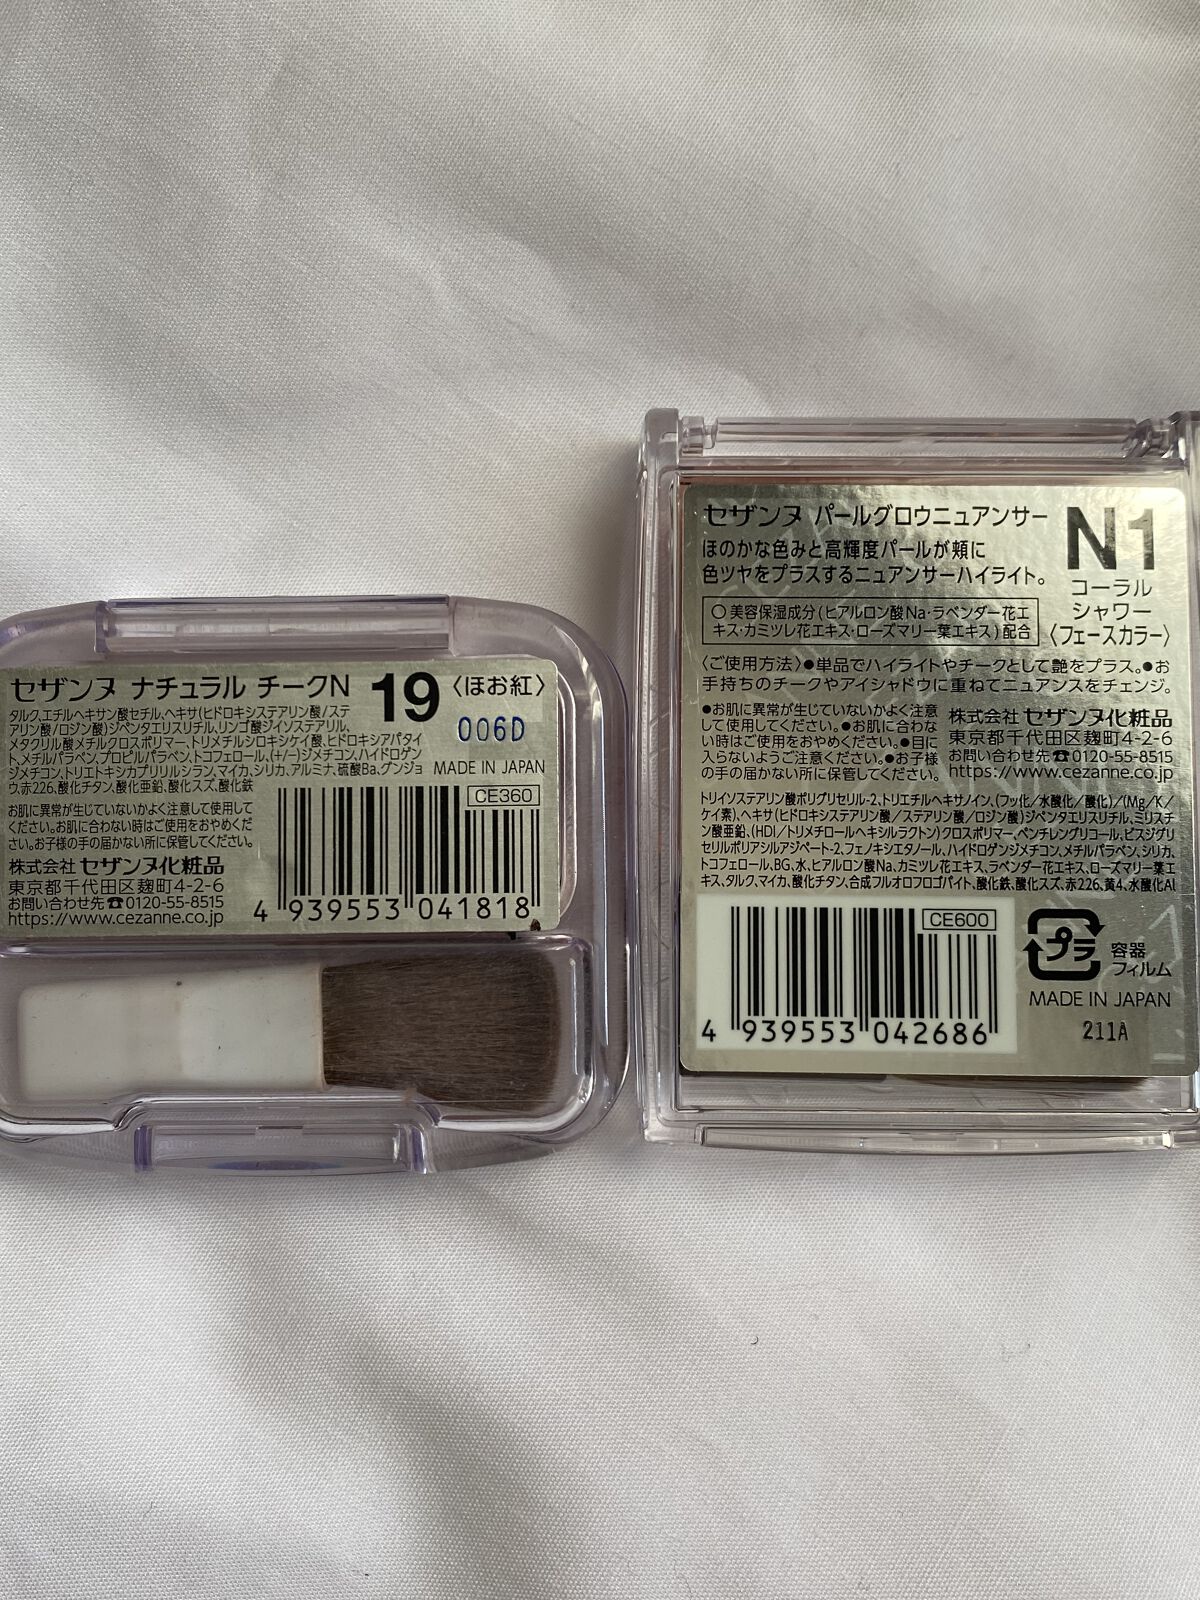 セザンヌ ナチュラル チークN 19 〈ほお紅〉
タルク、エチルヘキサン酸セチル、ヘキサ(ヒドロキシステアリン酸/ステ
アリン酸/ロジン酸)ジペンタエリスリチル、リンゴ酸ジイソステアリル、
メタクリル酸メチルクロスポリマー、トリメチルシロキシケイ酸、ヒドロキシアパタイ
ト、メチルパラベン、プロピルパラベン、トコフェロール、(+/-)ジメチコン、ハイドロゲン
ジメチコン、トリエトキシカプリリルシラン、マイカ、シリカ、アルミナ、硫酸Ba、グンジョ
ウ、赤226、酸化チタン、酸化亜鉛、酸化スズ、酸化鉄
006D
MADE IN JAPAN
CE360
お肌に異常が生じていないかよく注意して使用して
ください。お肌に合わない時はご使用をおやめくだ
さい。お子様の手の届かない所に保管してください。
株式会社 セザンヌ化粧品
東京都千代田区麹町4-2-6
お問い合わせ先☎0120-55-8515
https://www.cezanne.co.jp
4 939553 041818
セザンヌ パールグロウニュアンサー N1
ほのかな色みと高輝度パールが頬に
色ツヤをプラスするニュアンサーハイライト。
コーラル
シャワー
〈フェースカラー〉
○美容保湿成分(ヒアルロン酸Na・ラベンダー花エ
キス・カミツレ花エキス・ローズマリー葉エキス)配合
〈ご使用方法〉●単品でハイライトやチークとして艶をプラス。●お
手持ちのチークやアイシャドウに重ねてニュアンスをチェンジ。
●お肌に異常が生じていないかよく注意
して使用してください。●お肌に合わな
い時はご使用をおやめください。●目に
入らないようご注意ください。●お子様
の手の届かない所に保管してください。
株式会社 セザンヌ化粧品
東京都千代田区麹町4-2-6
お問い合わせ先☎0120-55-8515
https://www.cezanne.co.jp
トリイソステアリン酸ポリグリセリル-2、トリエチルヘキサノイン、(フッ化/水酸化/酸化)/(Mg/K/
ケイ素)、ヘキサ(ヒドロキシステアリン酸/ステアリン酸/ロジン酸)ジペンタエリスリチル、ミリスチ
ン酸亜鉛、(HDI/トリメチロールヘキシルラクトン)クロスポリマー、ペンチレングリコール、ビスジグリ
セリルポリアシルアジペート-2、フェノキシエタノール、ハイドロゲンジメチコン、メチルパラベン、シリカ、
トコフェロール、BG、水、ヒアルロン酸Na、カミツレ花エキス、ラベンダー花エキス、ローズマリー葉エ
キス、タルク、マイカ、酸化チタン、合成フルオロフロゴパイト、酸化鉄、酸化スズ、赤226、黄4、水酸化Al
CE600
4 939553 042686
プラ
容器
フィルム
MADE IN JAPAN
211A